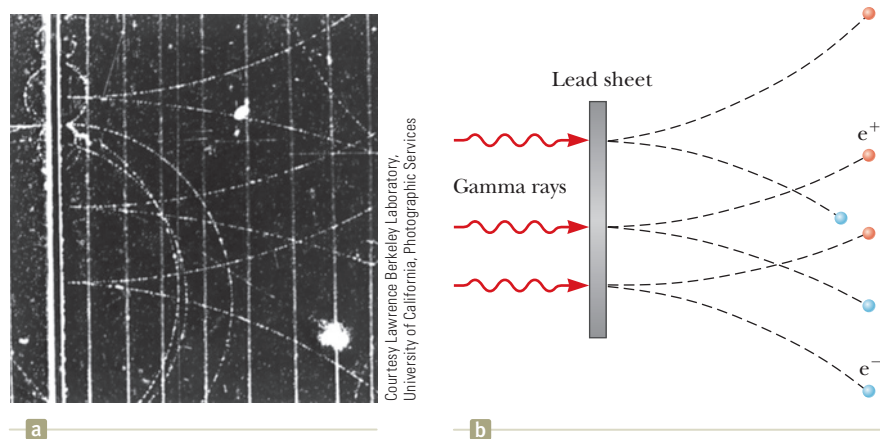 Courtesy Lawrence Berkeley Laboratory,
University of California, Photographic Services
a
Lead sheet
Gamma rays
e⁺
e⁻
b